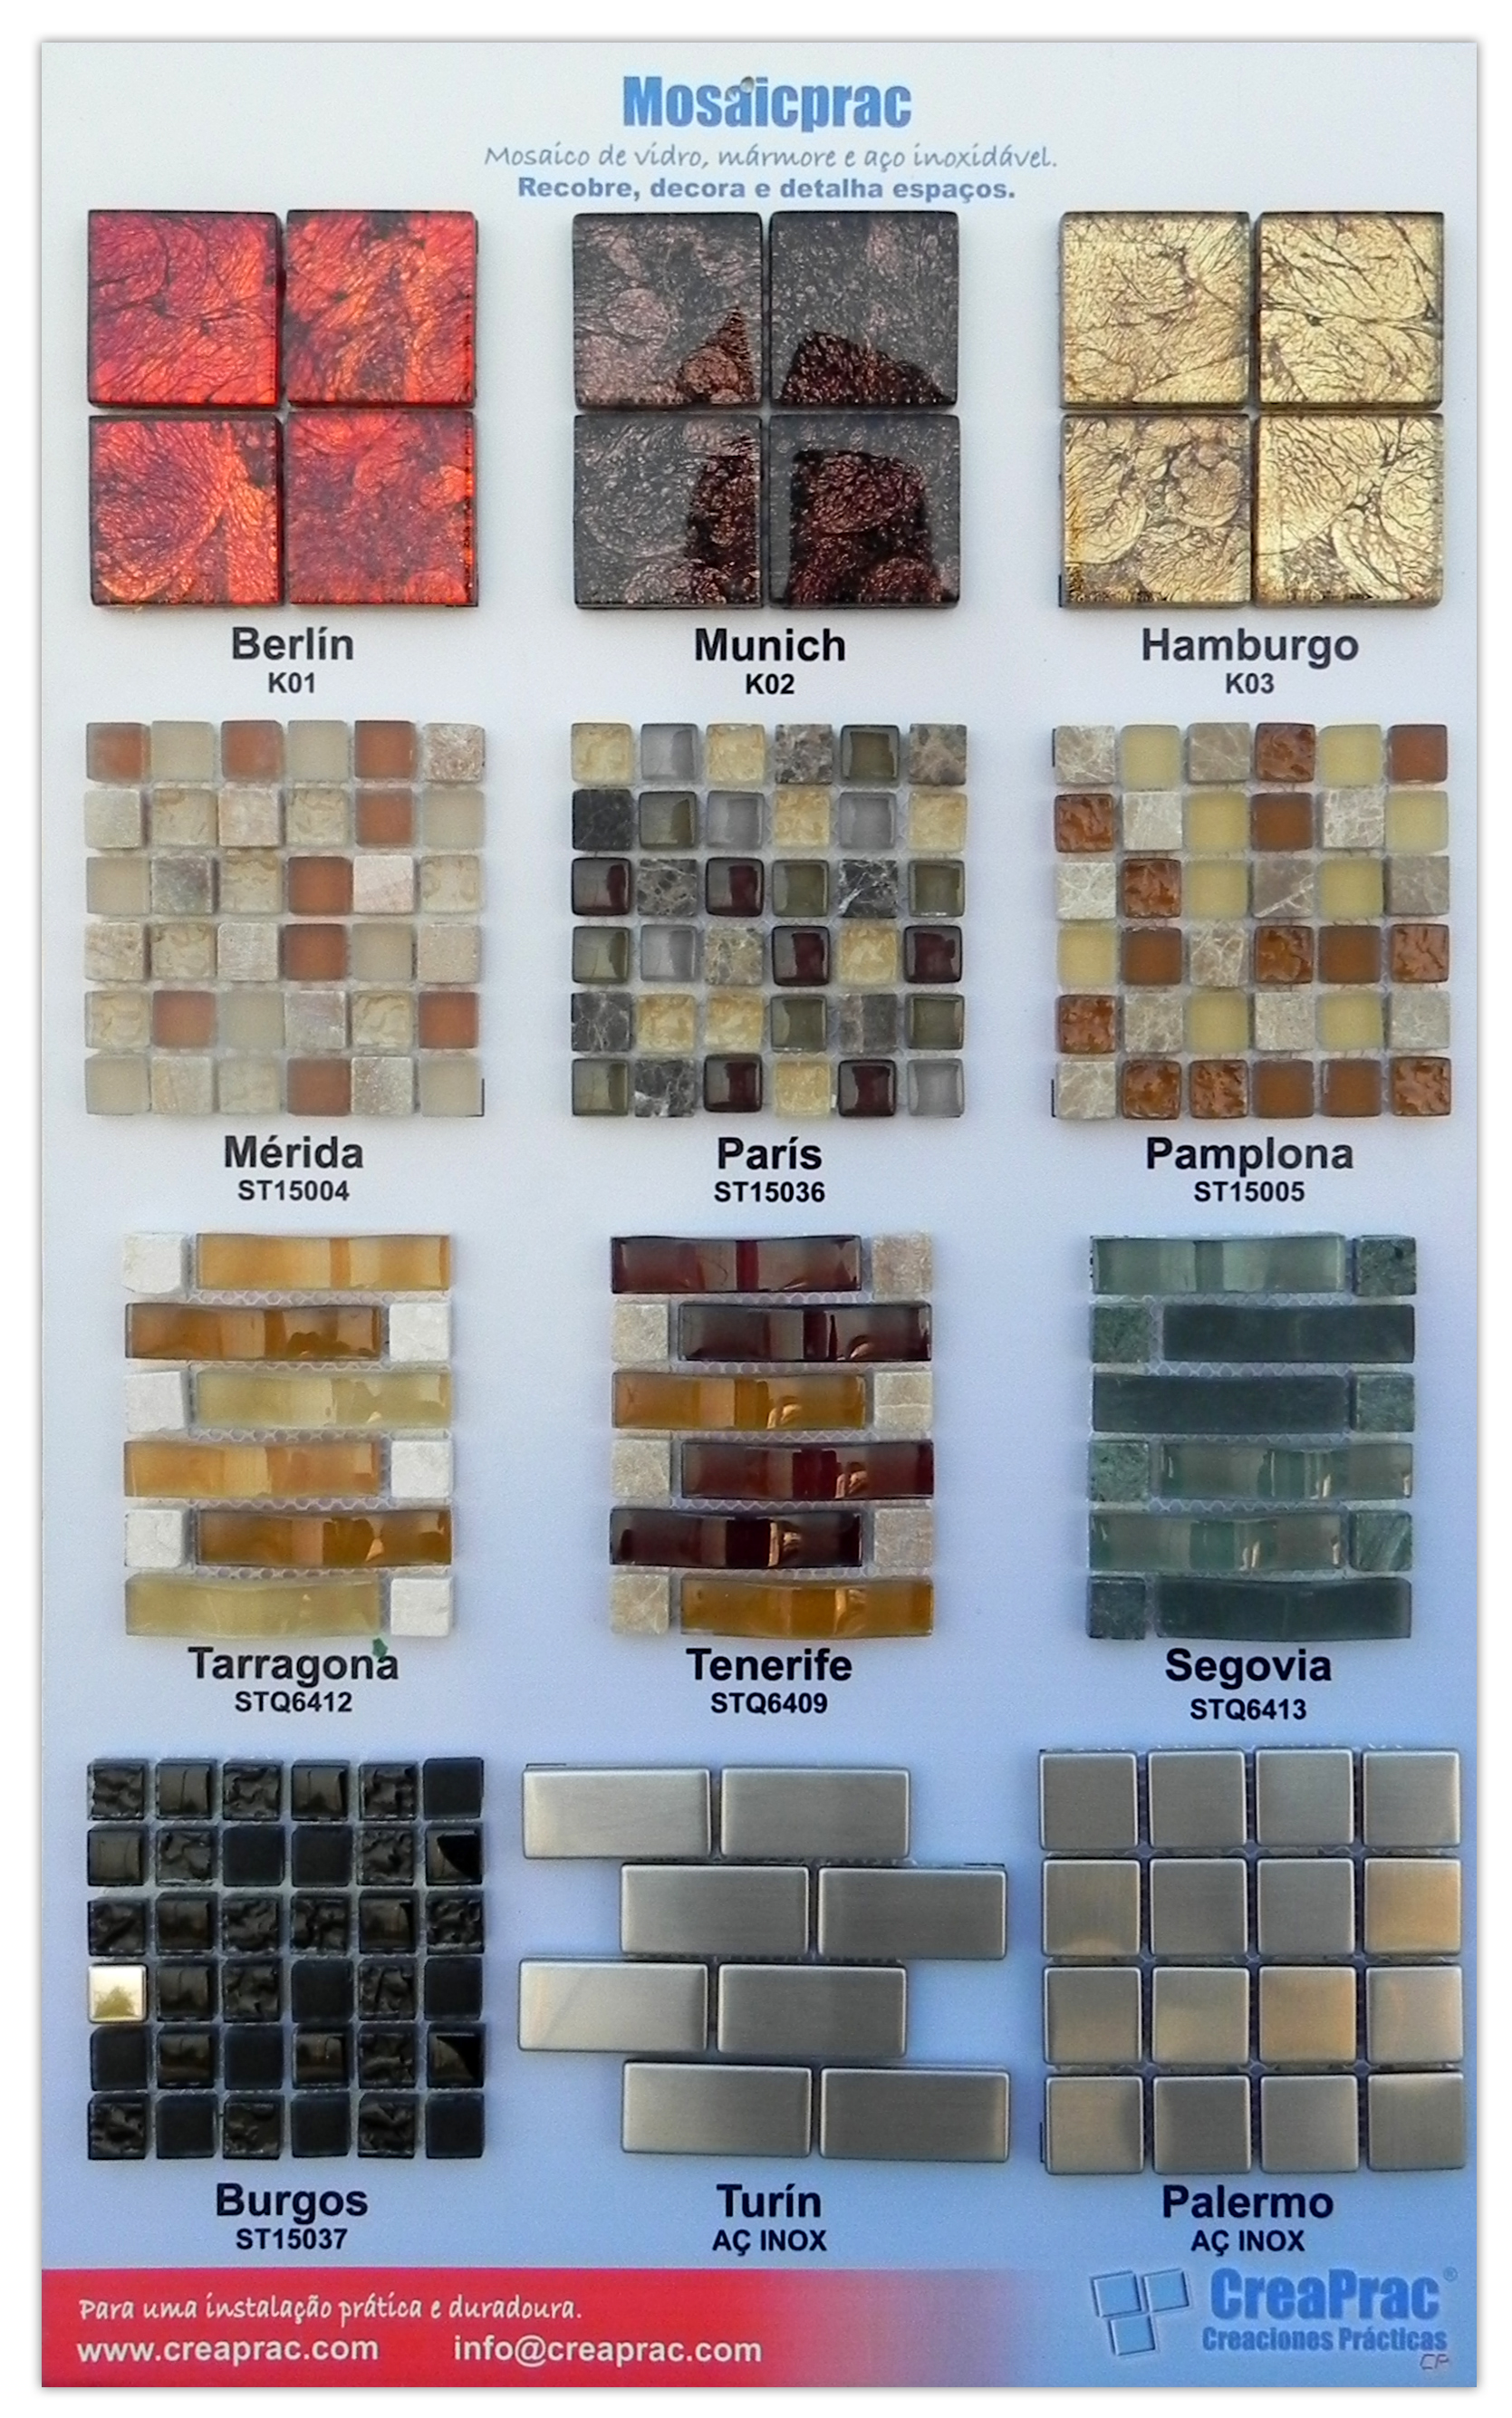 Mosaicprac
Mosaico de vidro, mármore e aço inoxidável.
Recobre, decora e detalha espaços.
Berlín
K01
Munich
K02
Hamburgo
K03
Mérida
ST15004
París
ST15036
Pamplona
ST15005
Tarragona
STQ6412
Tenerife
STQ6409
Segovia
STQ6413
Burgos
ST15037
Turín
AÇ INOX
Palermo
AÇ INOX
Para uma instalação prática e duradoura.
www.creaprac.com info@creaprac.com
CreaPrac®
Creaciones Prácticas